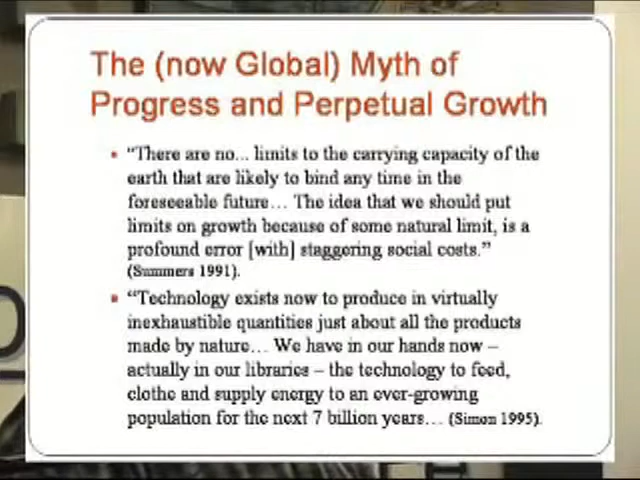 The (now Global) Myth of
Progress and Perpetual Growth
• “There are no... limits to the carrying capacity of the
earth that are likely to bind any time in the
foreseeable future… The idea that we should put
limits on growth because of some natural limit, is a
profound error [with] staggering social costs.”
(Summers 1991).
• “Technology exists now to produce in virtually
inexhaustible quantities just about all the products
made by nature… We have in our hands now –
actually in our libraries – the technology to feed,
clothe and supply energy to an ever-growing
population for the next 7 billion years… (Simon 1995).